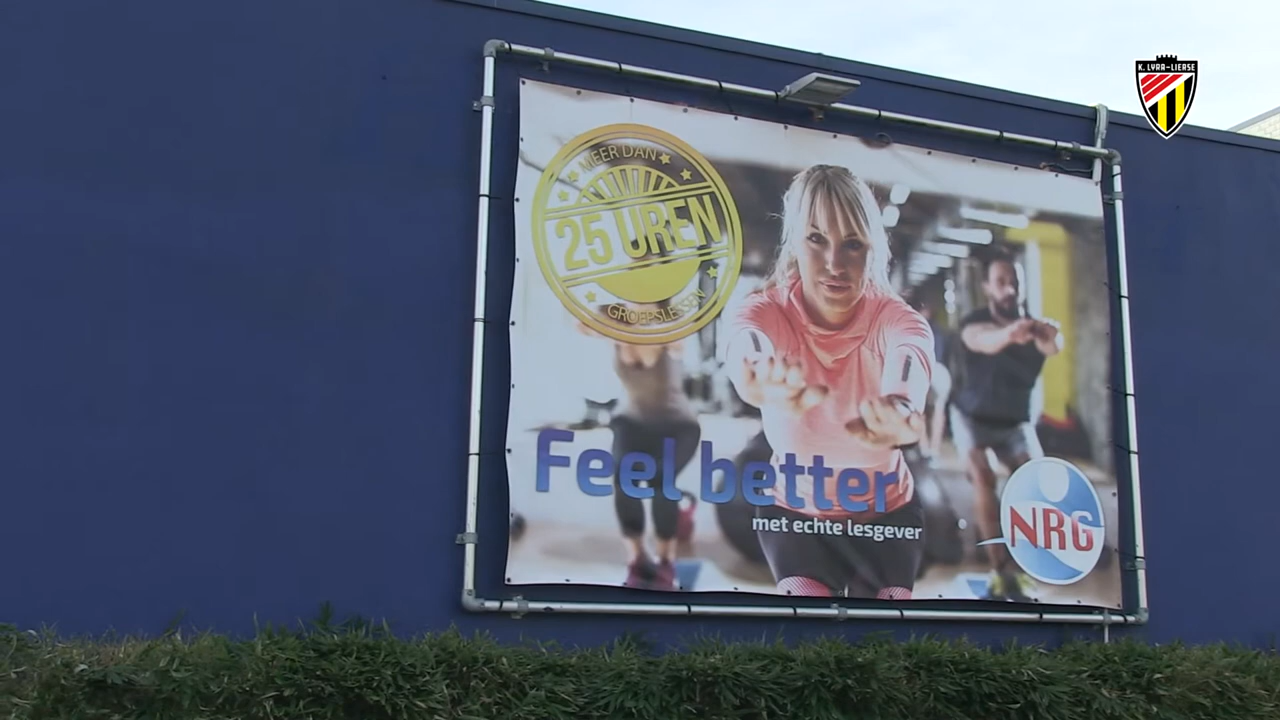 K. LYRA-LIERSE
MEER DAN
25 UREN
GROEPSLESSEN
Feel better
met echte lesgever
NRG